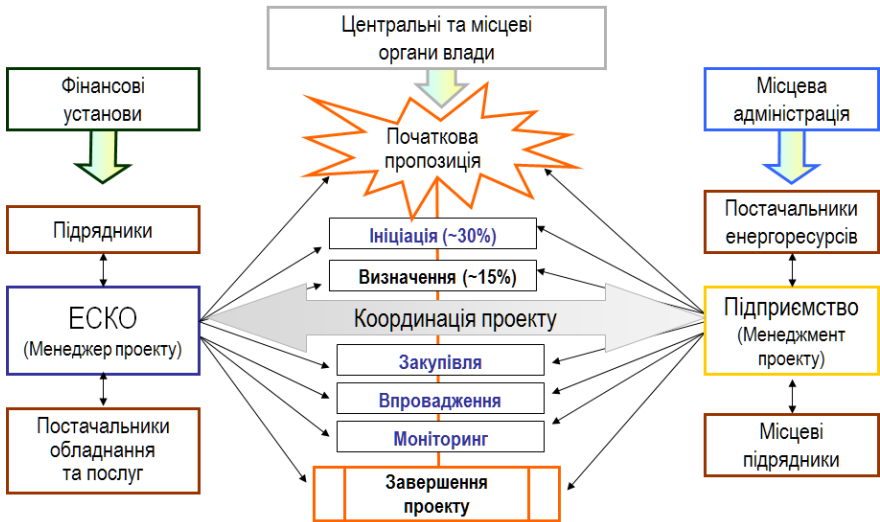 Центральні та місцеві
органи влади
Фінансові
установи
Місцева
адміністрація
Початкова
пропозиція
Підрядники
Ініціація (~30%)
Постачальники
енергоресурсів
Визначення (~15%)
ЕСКО
(Менеджер проекту)
Координація проекту
Підприємство
(Менеджмент
проекту)
Закупівля
Впровадження
Моніторинг
Постачальники
обладнання
та послуг
Місцеві
підрядники
Завершення
проекту